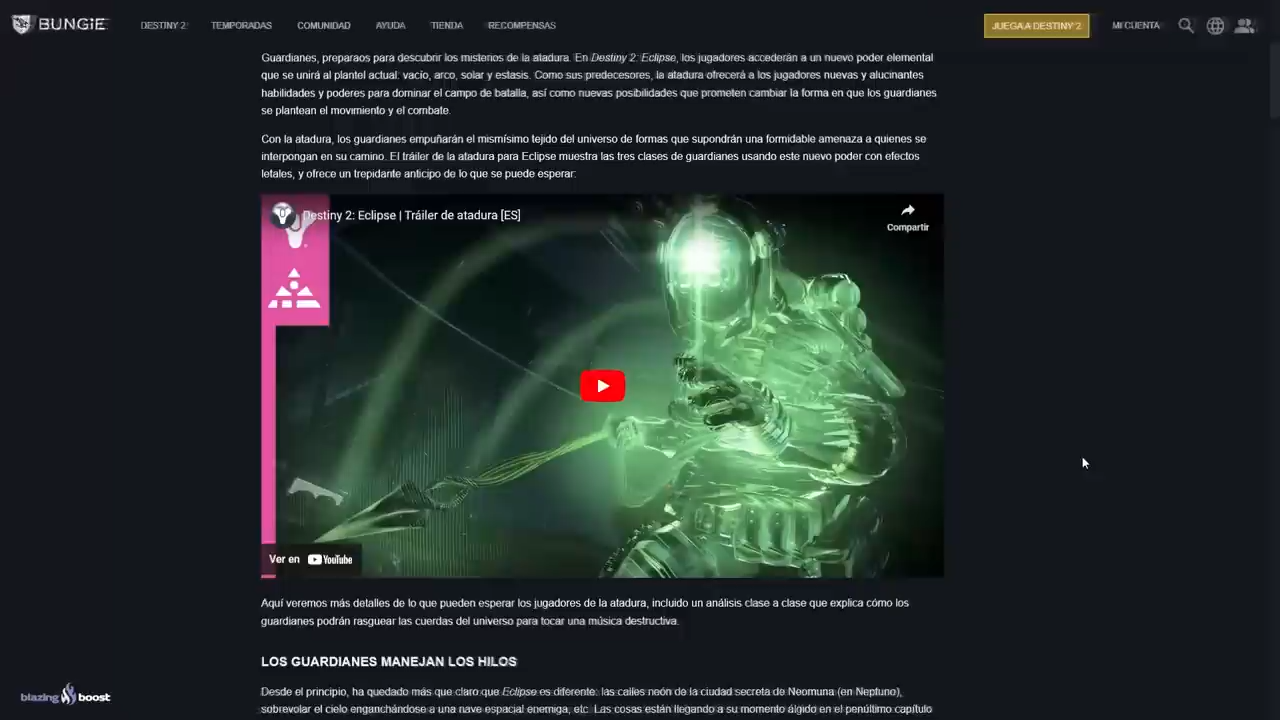 BUNGIE DESTINY 2 TEMPORADAS COMUNIDAD AYUDA TIENDA RECOMPENSAS JUEGA A DESTINY 2 MI CUENTA
Guardianes, preparaos para descubrir los misterios de la atadura. En Destiny 2: Eclipse, los jugadores accederán a un nuevo poder elemental
que se unirá al plantel actual: vacío, arco, solar y estasis. Como sus predecesores, la atadura ofrecerá a los jugadores nuevas y alucinantes
habilidades y poderes para dominar el campo de batalla, así como nuevas posibilidades que prometen cambiar la forma en que los guardianes
se plantean el movimiento y el combate.
Con la atadura, los guardianes empuñarán el mismísimo tejido del universo de formas que supondrán una formidable amenaza a quienes se
interpongan en su camino. El tráiler de la atadura para Eclipse muestra las tres clases de guardianes usando este nuevo poder con efectos
letales, y ofrece un trepidante anticipo de lo que se puede esperar:
Destiny 2: Eclipse | Tráiler de atadura [ES]
Compartir
Ver en YouTube
Aquí veremos más detalles de lo que pueden esperar los jugadores de la atadura, incluido un análisis clase a clase que explica cómo los
guardianes podrán rasguear las cuerdas del universo para tocar una música destructiva.
LOS GUARDIANES MANEJAN LOS HILOS
Desde el principio, ha quedado más que claro que Eclipse es diferente: las calles neón de la ciudad secreta de Neomuna (en Neptuno),
sobrevolar el cielo enganchándose a una nave espacial enemiga, etc. Las cosas están llegando a su momento álgido en el penúltimo capítulo
blazing boost